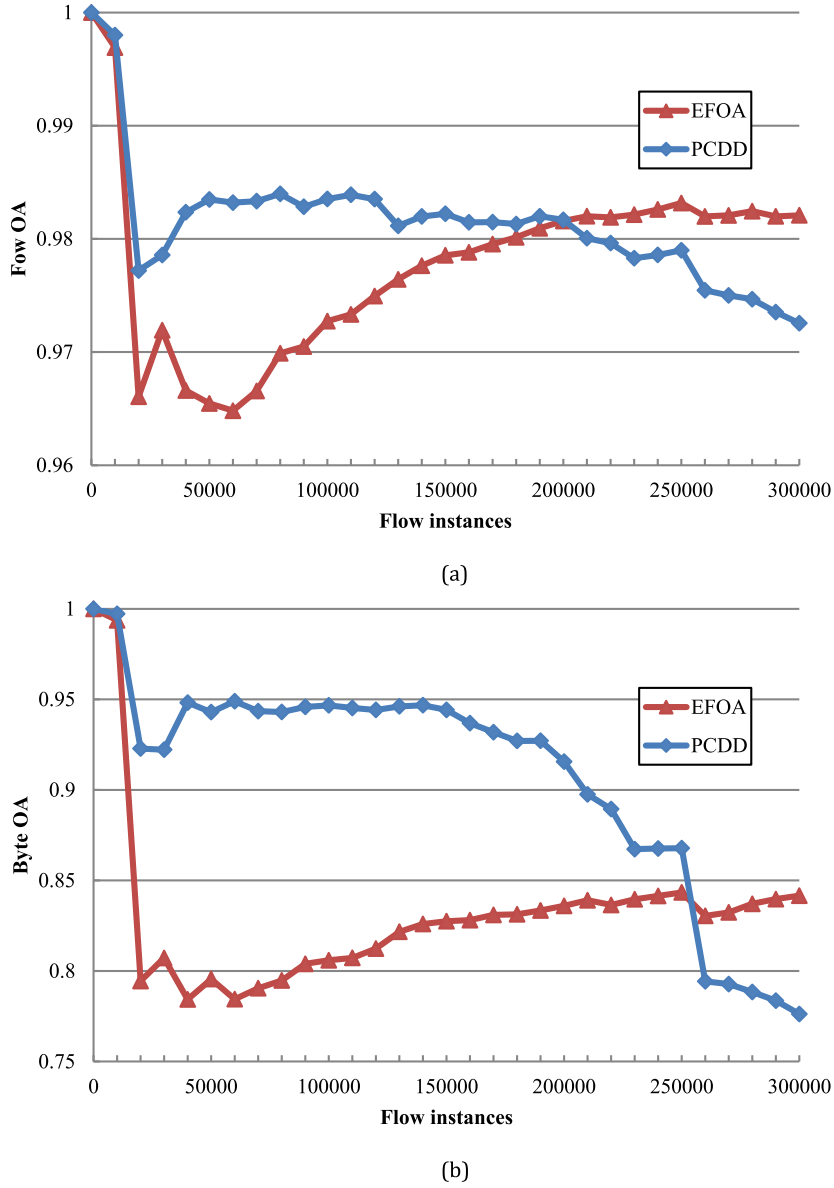 1
0.99
0.98
0.97
0.96
Fow OA
EFOA
PCDD
0 50000 100000 150000 200000 250000 300000
Flow instances
(a)
1
0.95
0.9
0.85
0.8
0.75
Byte OA
EFOA
PCDD
0 50000 100000 150000 200000 250000 300000
Flow instances
(b)